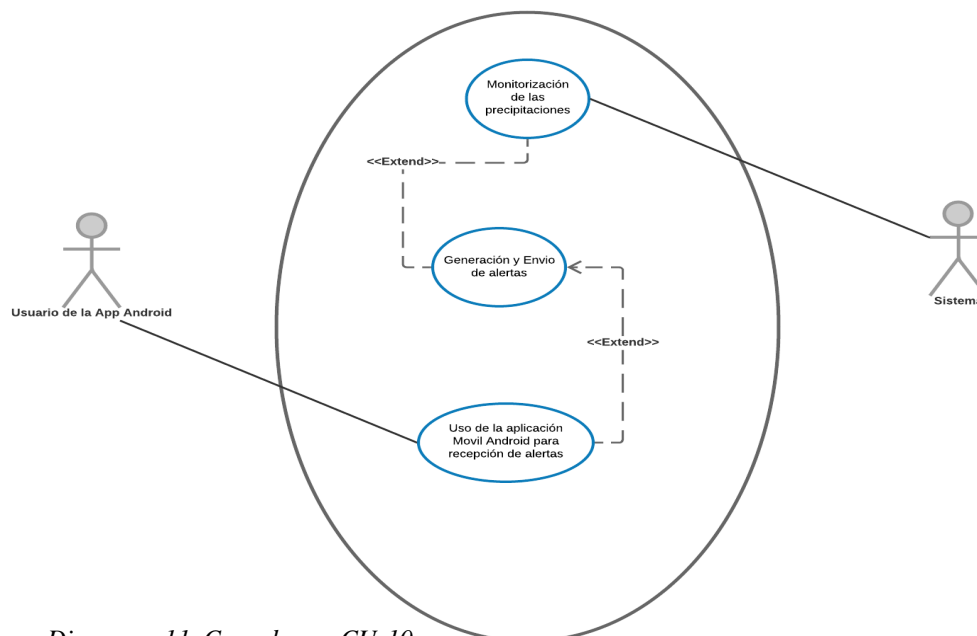 Monitorización
de las
precipitaciones
<<Extend>>
Generación y Envio
de alertas
Usuario de la App Android
Sistema
<<Extend>>
Uso de la aplicación
Movil Android para
recepción de alertas